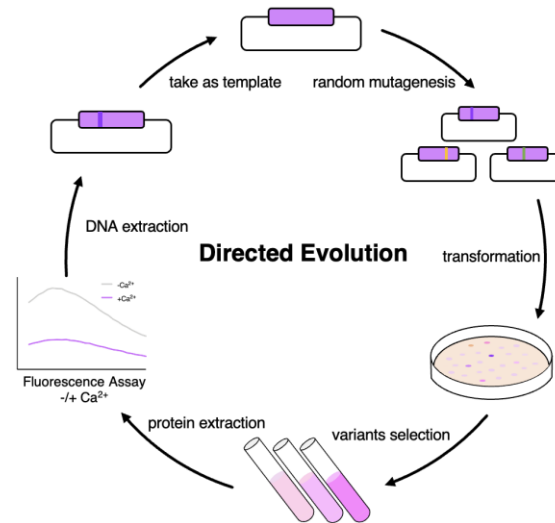 take as template
random mutagenesis
DNA extraction
Directed Evolution
transformation
-Ca²⁺
+Ca²⁺
Fluorescence Assay
-/+ Ca²⁺
protein extraction
variants selection